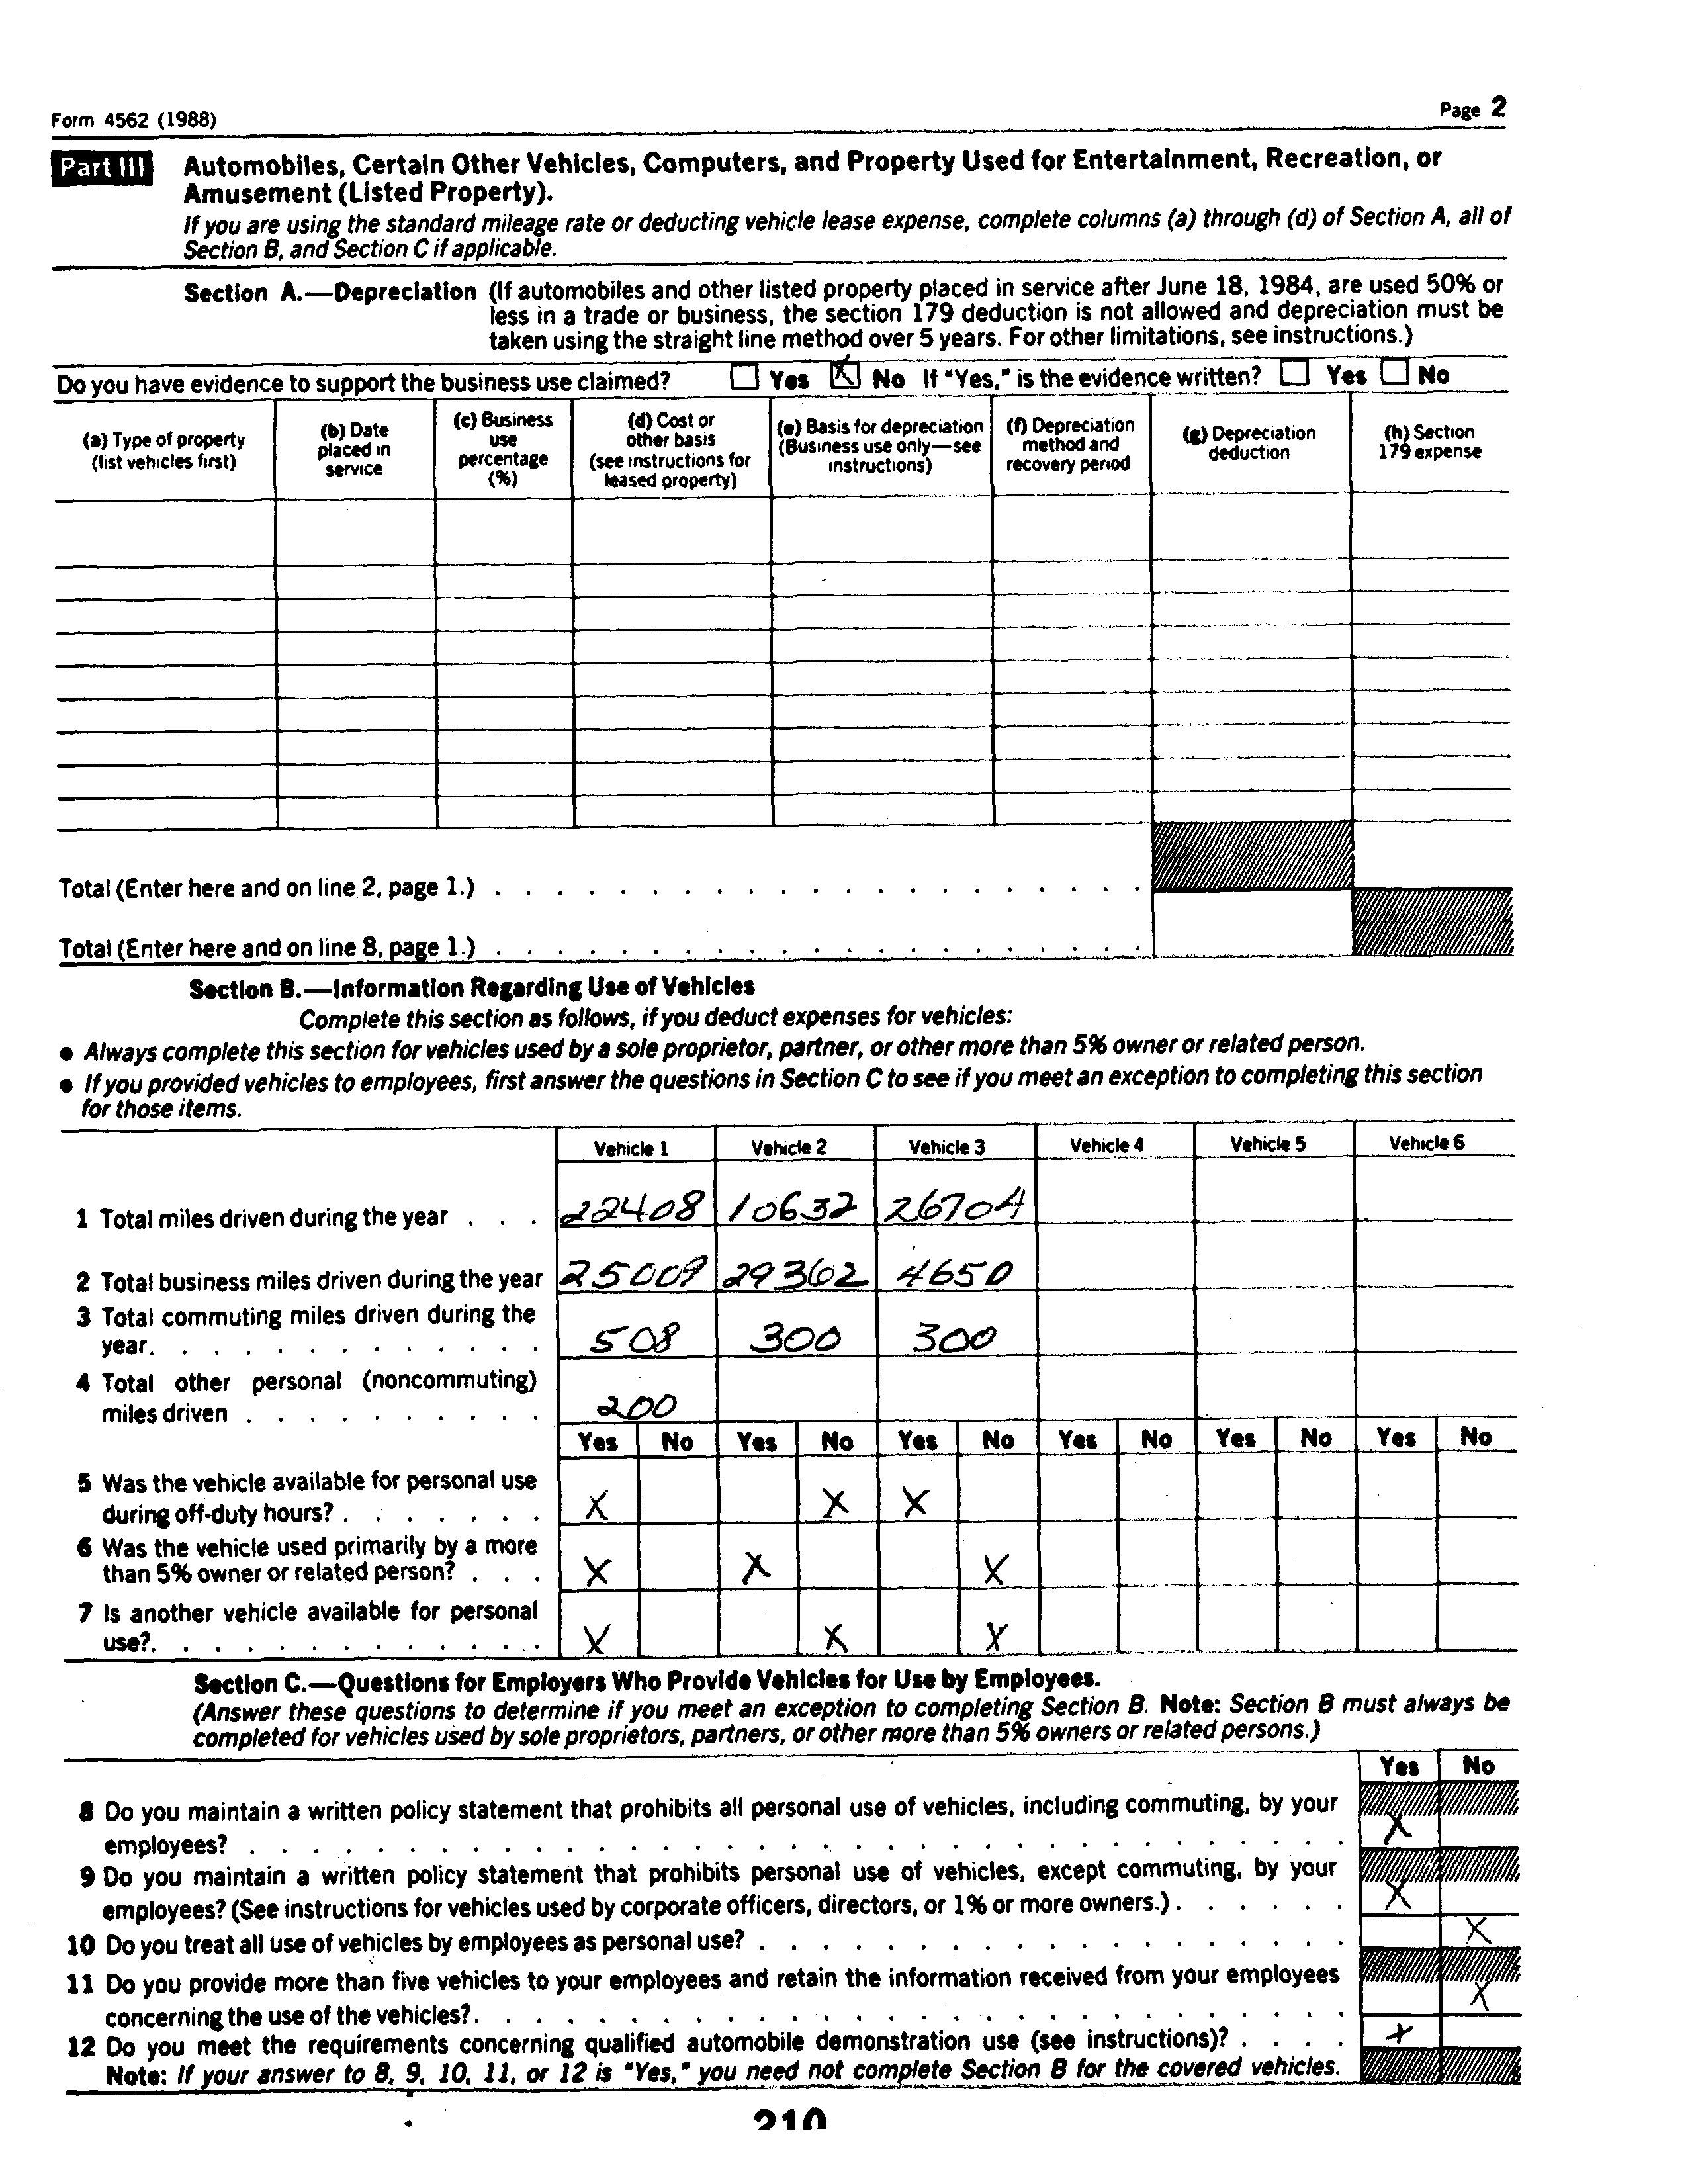 Form 4562 (1988)
Page 2
Part III
Automobiles, Certain Other Vehicles, Computers, and Property Used for Entertainment, Recreation, or
Amusement (Listed Property).
If you are using the standard mileage rate or deducting vehicle lease expense, complete columns (a) through (d) of Section A, all of
Section B, and Section C if applicable.
Section A.—Depreciation (If automobiles and other listed property placed in service after June 18, 1984, are used 50% or
less in a trade or business, the section 179 deduction is not allowed and depreciation must be
taken using the straight line method over 5 years. For other limitations, see instructions.)
Do you have evidence to support the business use claimed? ☐ Yes ☒ No If "Yes," is the evidence written? ☐ Yes ☐ No
(a) Type of property
(list vehicles first)
(b) Date
placed in
service
(c) Business
use
percentage
(%)
(d) Cost or
other basis
(see instructions for
leased property)
(e) Basis for depreciation
(Business use only—see
instructions)
(f) Depreciation
method and
recovery period
(g) Depreciation
deduction
(h) Section
179 expense
Total (Enter here and on line 2, page 1.)
Total (Enter here and on line 8, page 1.)
Section B.—Information Regarding Use of Vehicles
Complete this section as follows, if you deduct expenses for vehicles:
● Always complete this section for vehicles used by a sole proprietor, partner, or other more than 5% owner or related person.
● If you provided vehicles to employees, first answer the questions in Section C to see if you meet an exception to completing this section
for those items.
Vehicle 1 Vehicle 2 Vehicle 3 Vehicle 4 Vehicle 5 Vehicle 6
1 Total miles driven during the year . . . 22408 10632 26704
2 Total business miles driven during the year 25009 29362 4650
3 Total commuting miles driven during the
year. . . . . . . . . . . . . 508 300 300
4 Total other personal (noncommuting)
miles driven . . . . . . . . . . 200
Yes No Yes No Yes No Yes No Yes No Yes No
5 Was the vehicle available for personal use
during off-duty hours? . . . . . . . X X X
6 Was the vehicle used primarily by a more
than 5% owner or related person? . . . X X X
7 Is another vehicle available for personal
use?. . . . . . . . . . . . . X X X
Section C.—Questions for Employers Who Provide Vehicles for Use by Employees.
(Answer these questions to determine if you meet an exception to completing Section B. Note: Section B must always be
completed for vehicles used by sole proprietors, partners, or other more than 5% owners or related persons.)
Yes No
8 Do you maintain a written policy statement that prohibits all personal use of vehicles, including commuting, by your
employees? X
9 Do you maintain a written policy statement that prohibits personal use of vehicles, except commuting, by your
employees? (See instructions for vehicles used by corporate officers, directors, or 1% or more owners.) . . . . . . X
10 Do you treat all use of vehicles by employees as personal use? X
11 Do you provide more than five vehicles to your employees and retain the information received from your employees
concerning the use of the vehicles?. X
12 Do you meet the requirements concerning qualified automobile demonstration use (see instructions)? . . . . X
Note: If your answer to 8, 9, 10, 11, or 12 is "Yes," you need not complete Section B for the covered vehicles.
210